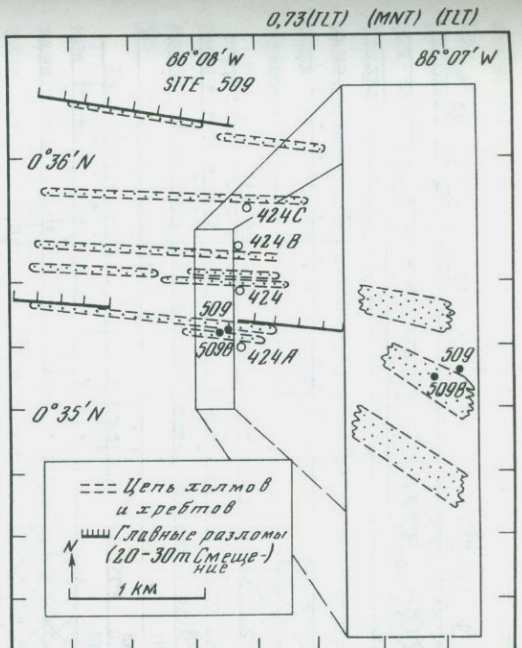 0,73(ILT) (MNT) (ILT)
86°08'W 86°07'W
SITE 509
0°36'N
424C
424B
424
509
509B
424A
509
509B
0°35'N
Цепь холмов
и хребтов
Главные разломы
(20-30m Смеще-)
ние
N
1 км